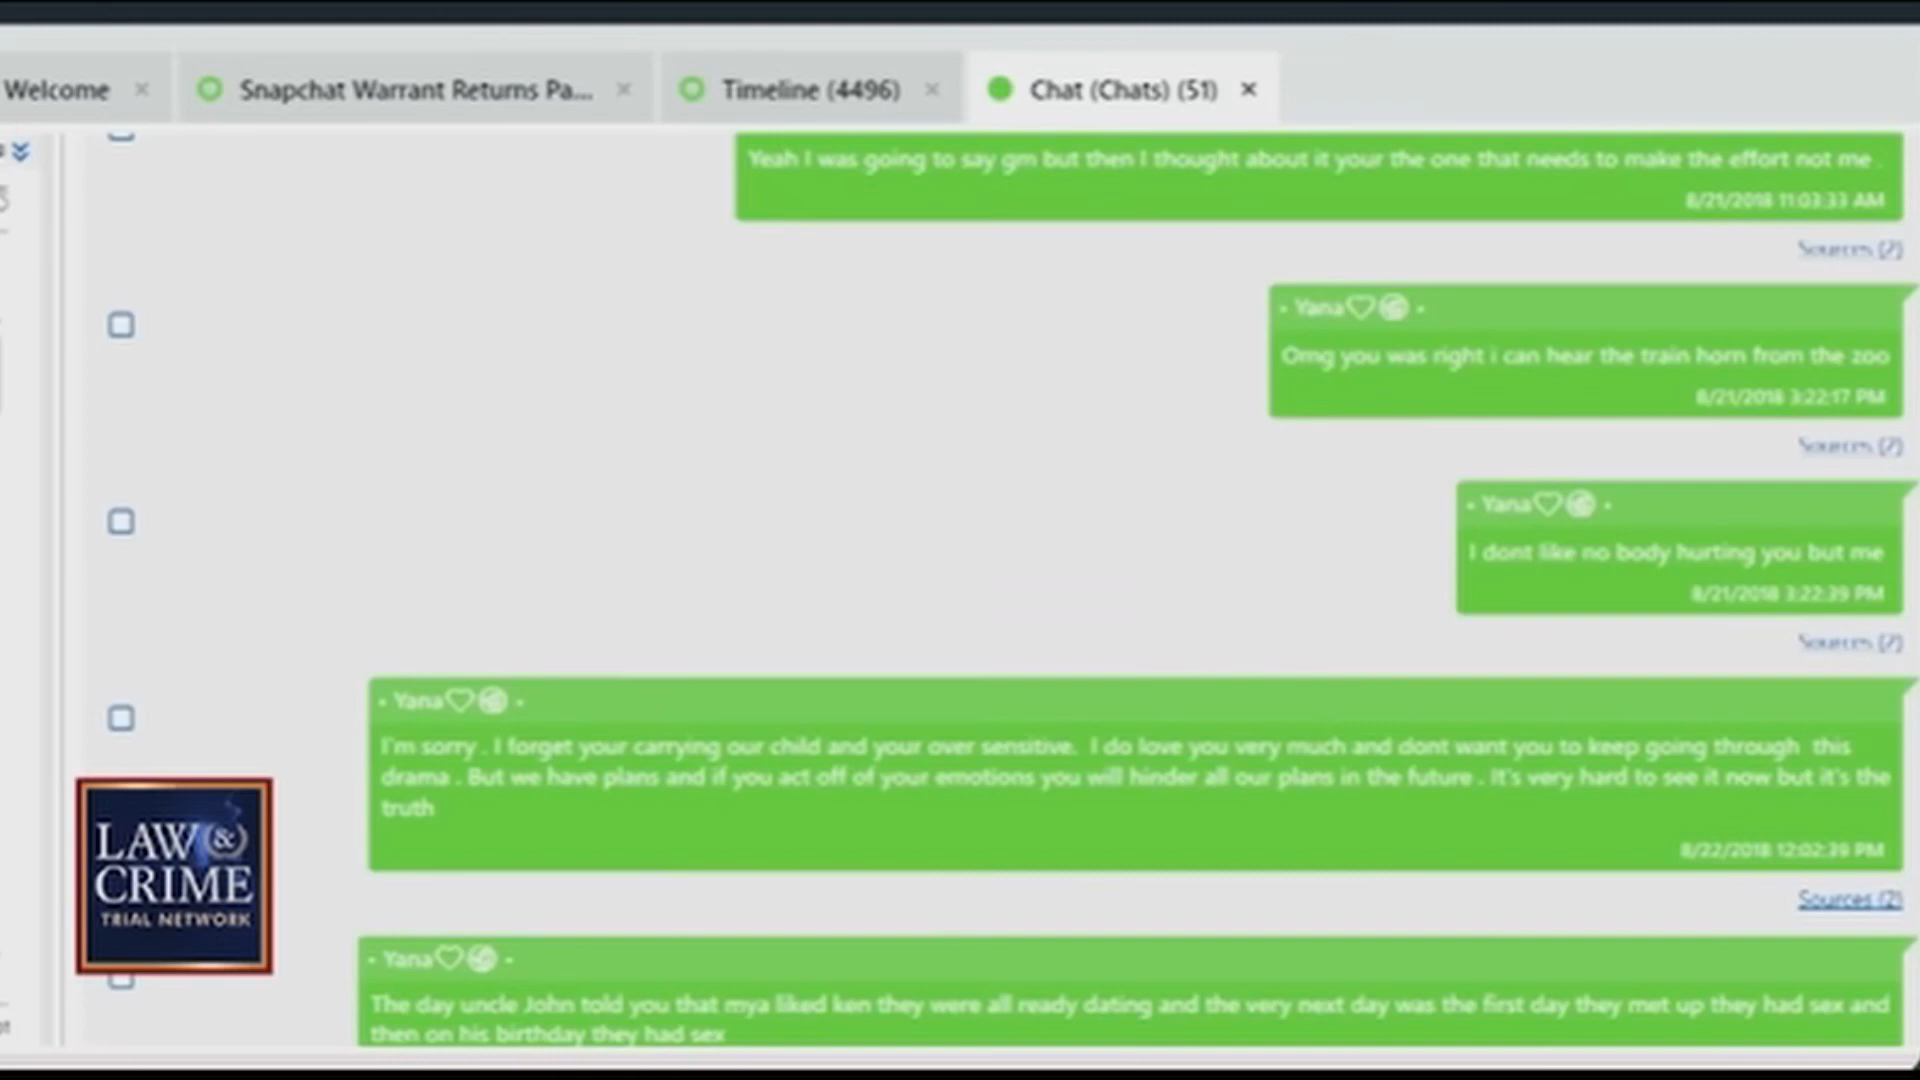 Welcome
Snapchat Warrant Returns Pa...
Timeline (4496)
Chat (Chats) (51)
Yeah I was going to say gm but then I thought about it your the one that needs to make the effort not me .
8/21/2018 11:03:33 AM
Sources (2)
- Yana♡ -
Omg you was right i can hear the train horn from the zoo
8/21/2018 3:22:17 PM
Sources (2)
- Yana♡ -
I dont like no body hurting you but me
8/21/2018 3:22:39 PM
Sources (2)
- Yana♡ -
I'm sorry . I forget your carrying our child and your over sensitive. I do love you very much and dont want you to keep going through this
drama . But we have plans and if you act off of your emotions you will hinder all our plans in the future . It's very hard to see it now but it's the
truth
8/22/2018 12:02:39 PM
Sources (2)
LAW &
CRIME
TRIAL NETWORK
- Yana♡ -
The day uncle John told you that mya liked ken they were all ready dating and the very next day was the first day they met up they had sex and
then on his birthday they had sex